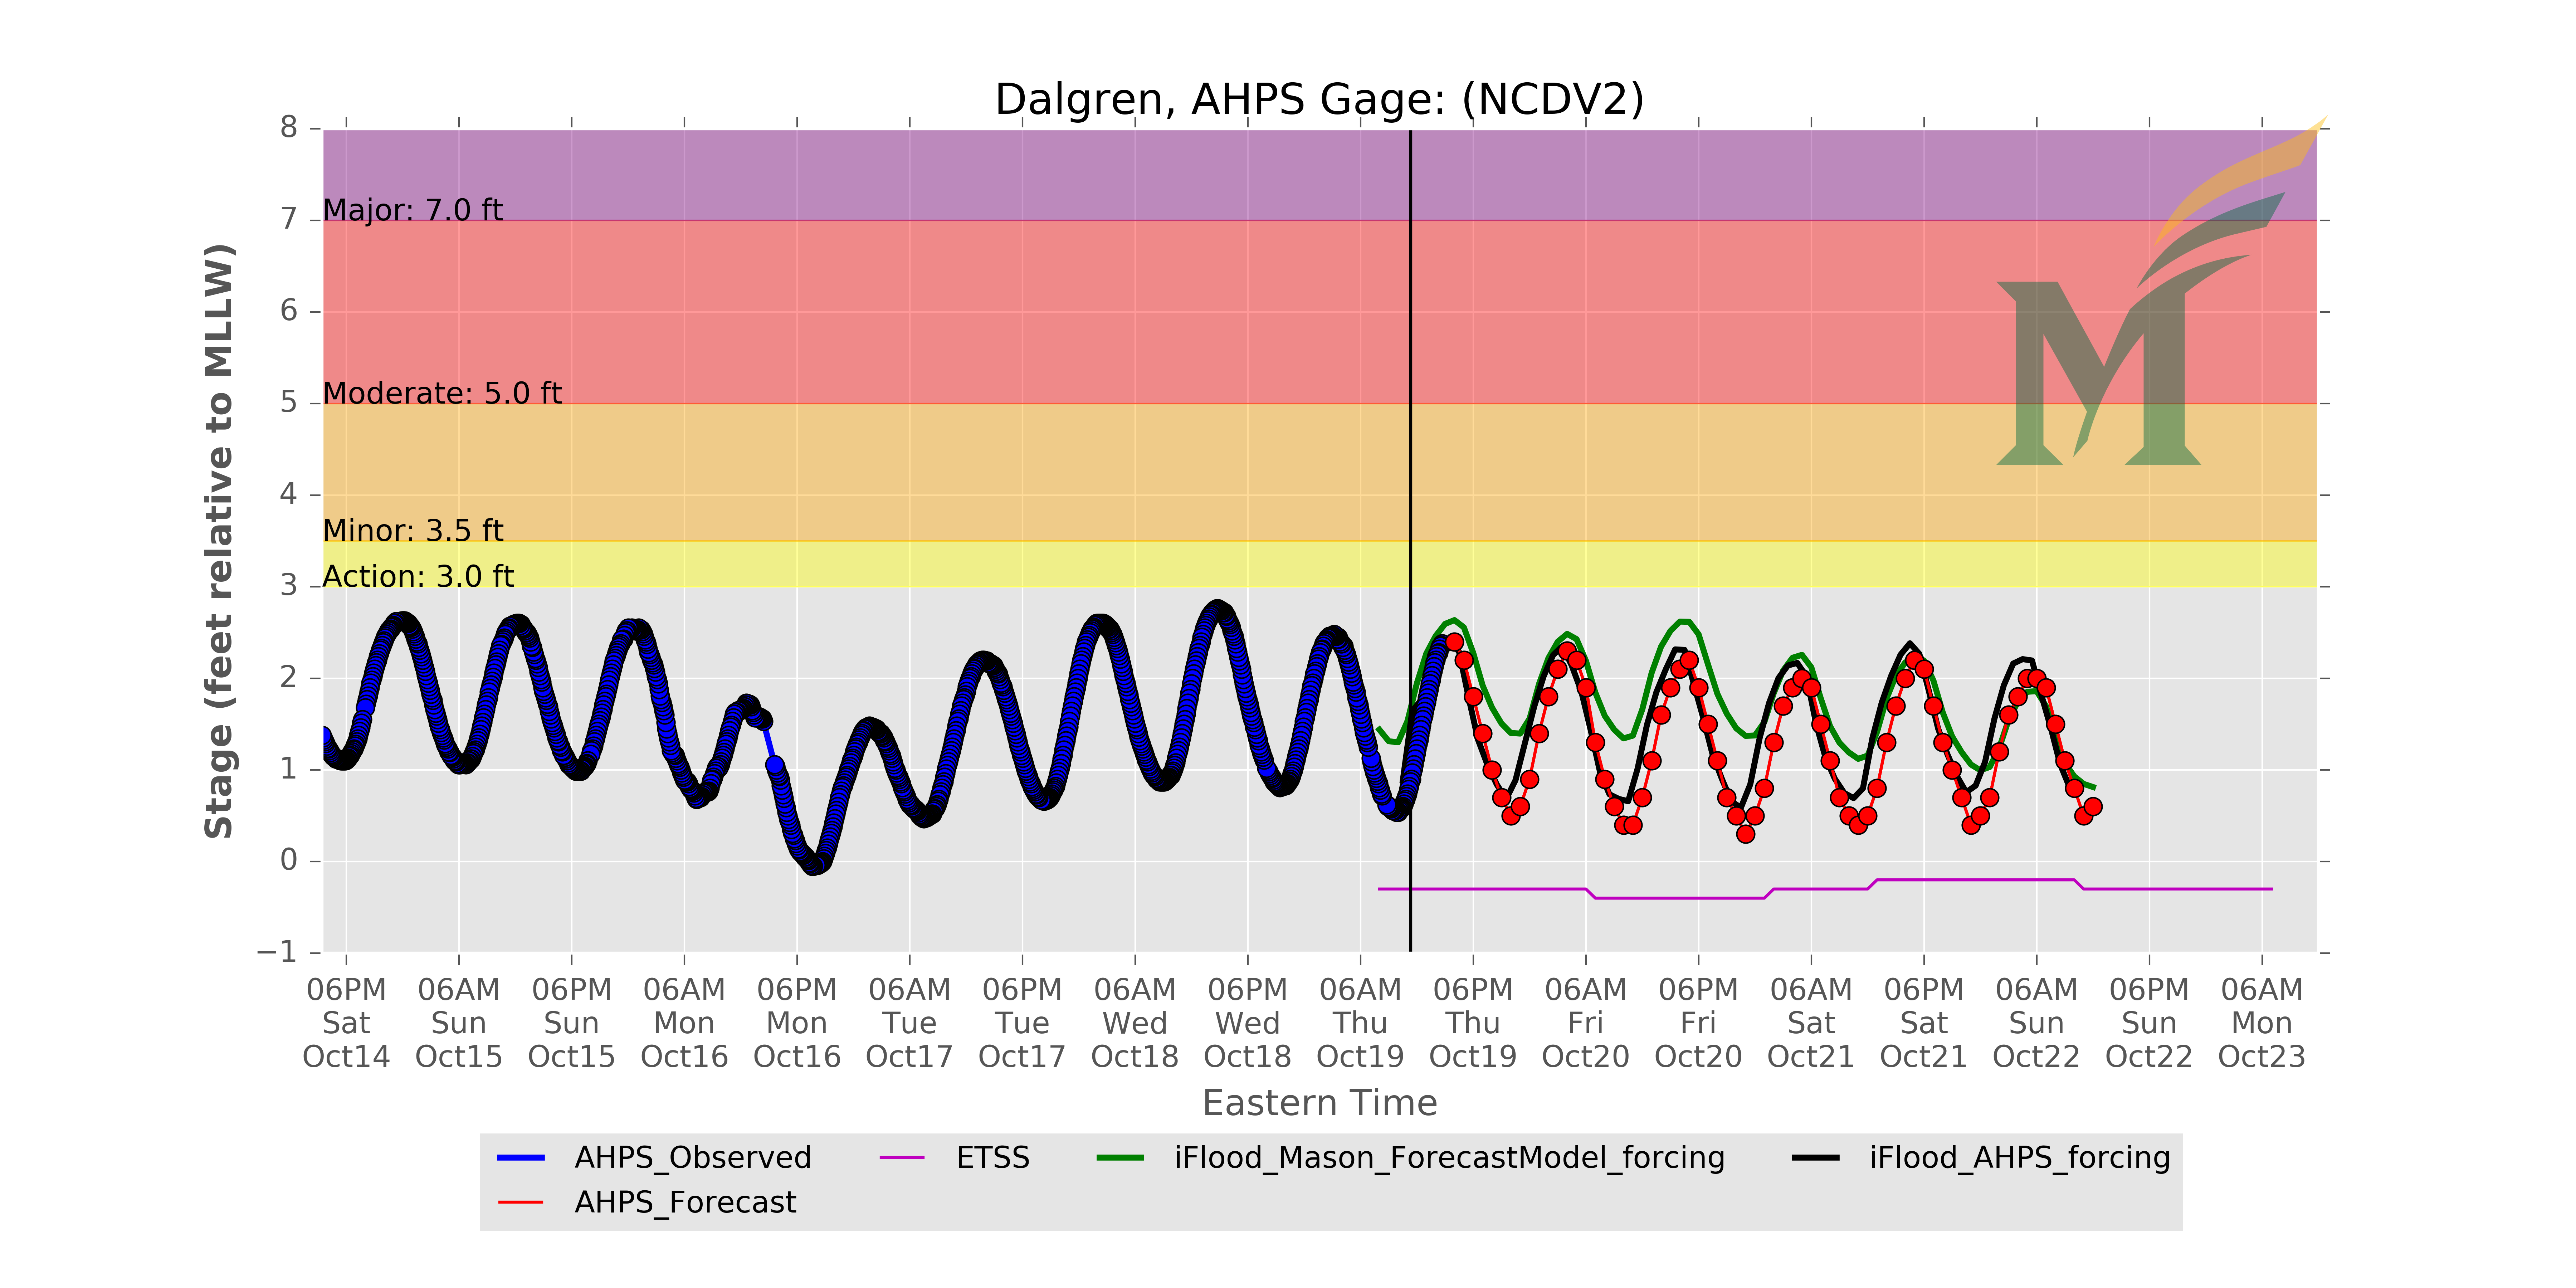 Dalgren, AHPS Gage: (NCDV2)
8
7
6
5
4
3
2
1
0
−1
Stage (feet relative to MLLW)
Major: 7.0 ft
Moderate: 5.0 ft
Minor: 3.5 ft
Action: 3.0 ft
M
06PM 06AM 06PM 06AM 06PM 06AM 06PM 06AM 06PM 06AM 06PM 06AM 06PM 06AM 06PM 06AM 06PM 06AM
Sat Sun Sun Mon Mon Tue Tue Wed Wed Thu Thu Fri Fri Sat Sat Sun Sun Mon
Oct14 Oct15 Oct15 Oct16 Oct16 Oct17 Oct17 Oct18 Oct18 Oct19 Oct19 Oct20 Oct20 Oct21 Oct21 Oct22 Oct22 Oct23
Eastern Time
AHPS_Observed ETSS iFlood_Mason_ForecastModel_forcing iFlood_AHPS_forcing
AHPS_Forecast